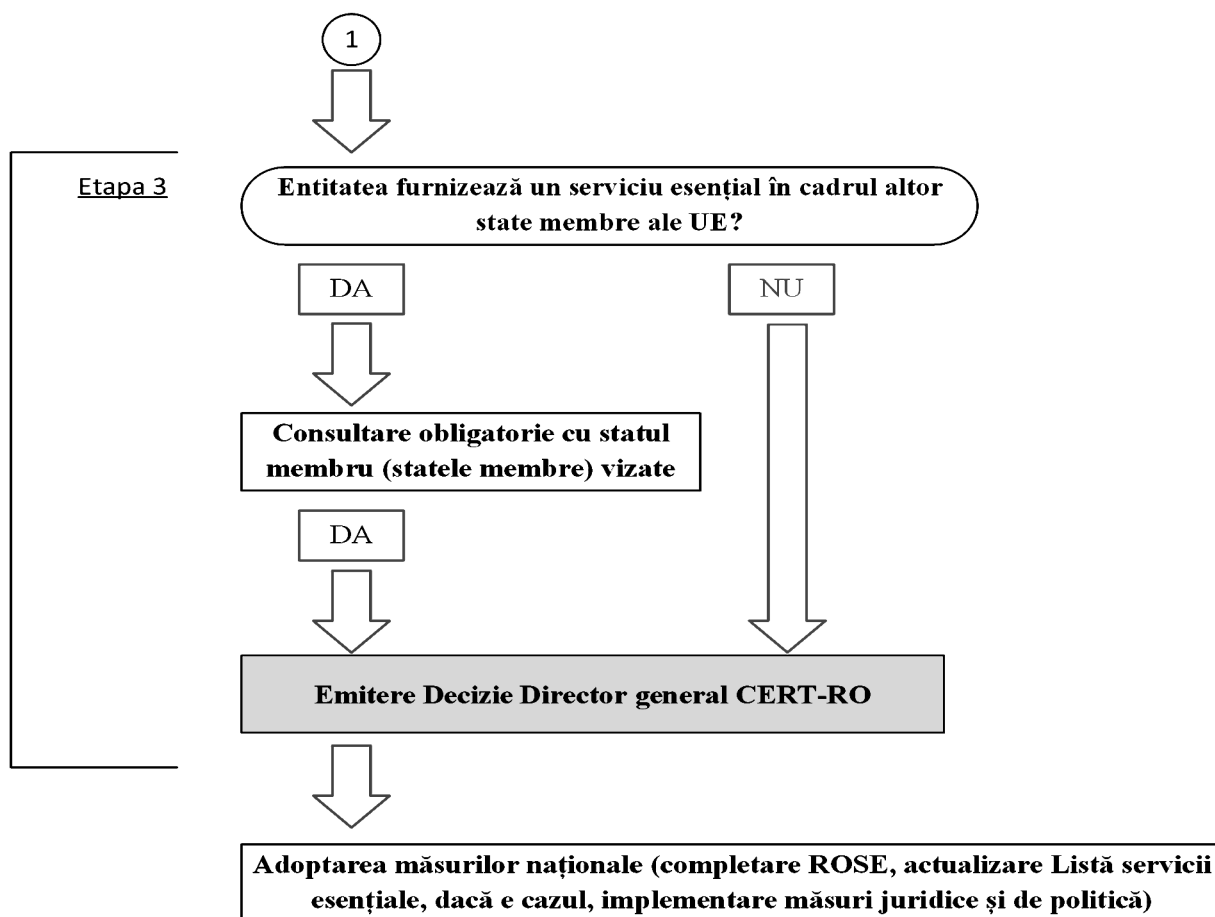 1
Etapa 3
Entitatea furnizează un serviciu esențial în cadrul altor
state membre ale UE?
DA
NU
Consultare obligatorie cu statul
membru (statele membre) vizate
DA
Emitere Decizie Director general CERT-RO
Adoptarea măsurilor naționale (completare ROSE, actualizare Listă servicii
esențiale, dacă e cazul, implementare măsuri juridice și de politică)